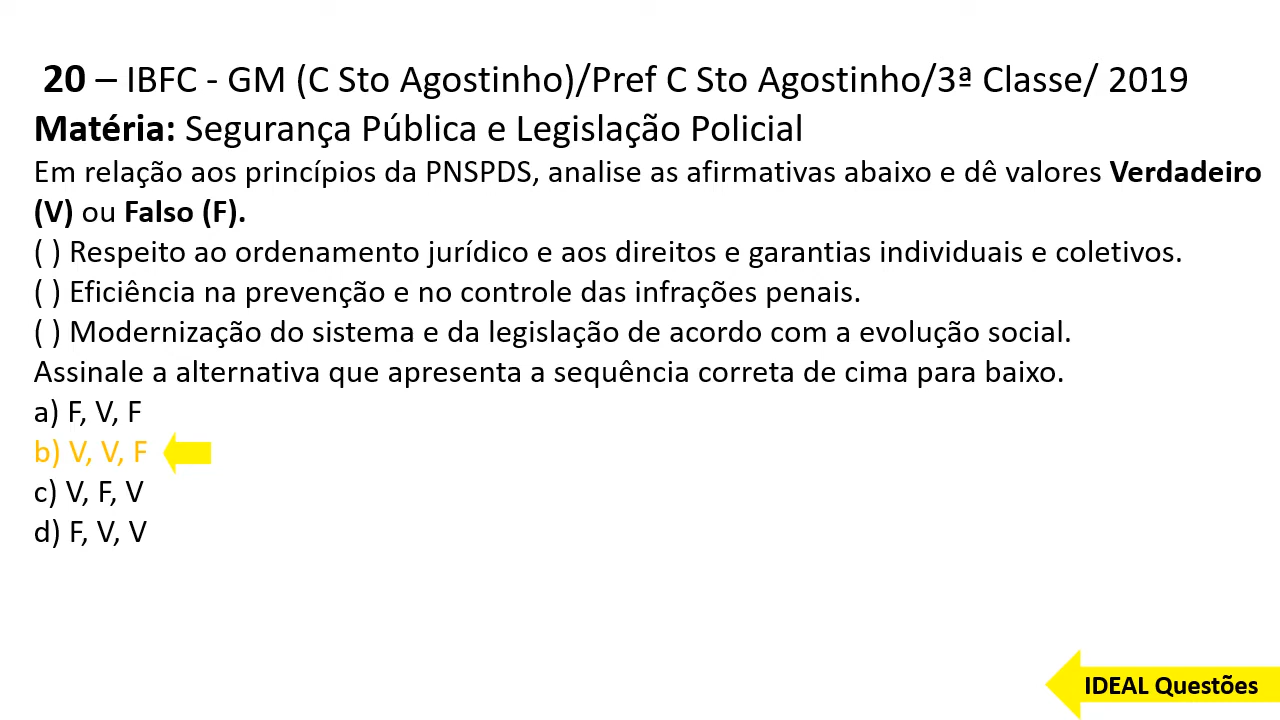 20 – IBFC - GM (C Sto Agostinho)/Pref C Sto Agostinho/3ª Classe/ 2019
Matéria: Segurança Pública e Legislação Policial
Em relação aos princípios da PNSPDS, analise as afirmativas abaixo e dê valores Verdadeiro
(V) ou Falso (F).
( ) Respeito ao ordenamento jurídico e aos direitos e garantias individuais e coletivos.
( ) Eficiência na prevenção e no controle das infrações penais.
( ) Modernização do sistema e da legislação de acordo com a evolução social.
Assinale a alternativa que apresenta a sequência correta de cima para baixo.
a) F, V, F
b) V, V, F
c) V, F, V
d) F, V, V
IDEAL Questões